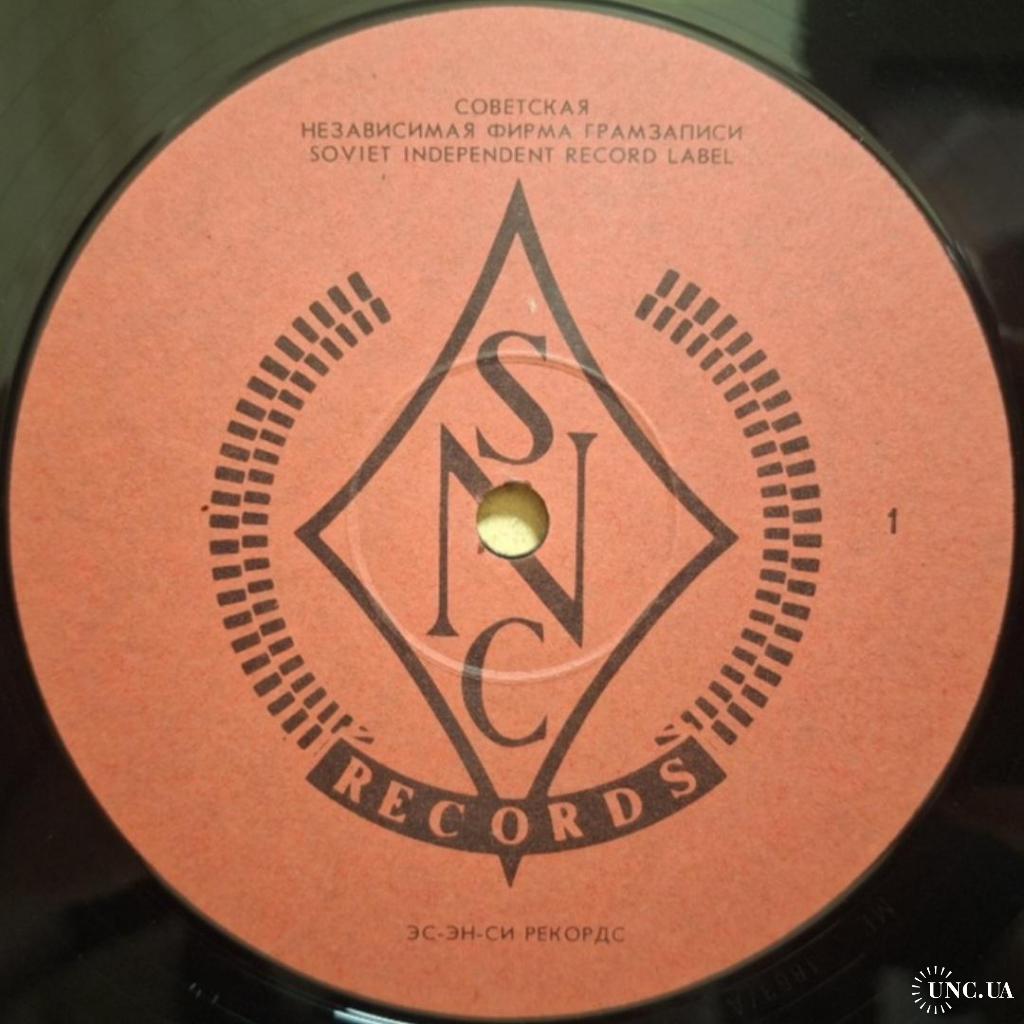 СОВЕТСКАЯ
НЕЗАВИСИМАЯ ФИРМА ГРАМЗАПИСИ
SOVIET INDEPENDENT RECORD LABEL
S
N
C
1
RECORDS
ЭС-ЭН-СИ РЕКОРДС
UNC.UA